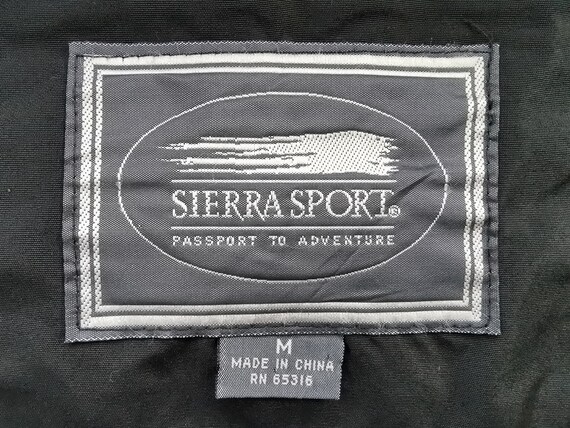 SIERRA SPORT®
PASSPORT TO ADVENTURE
M
MADE IN CHINA
RN 65316